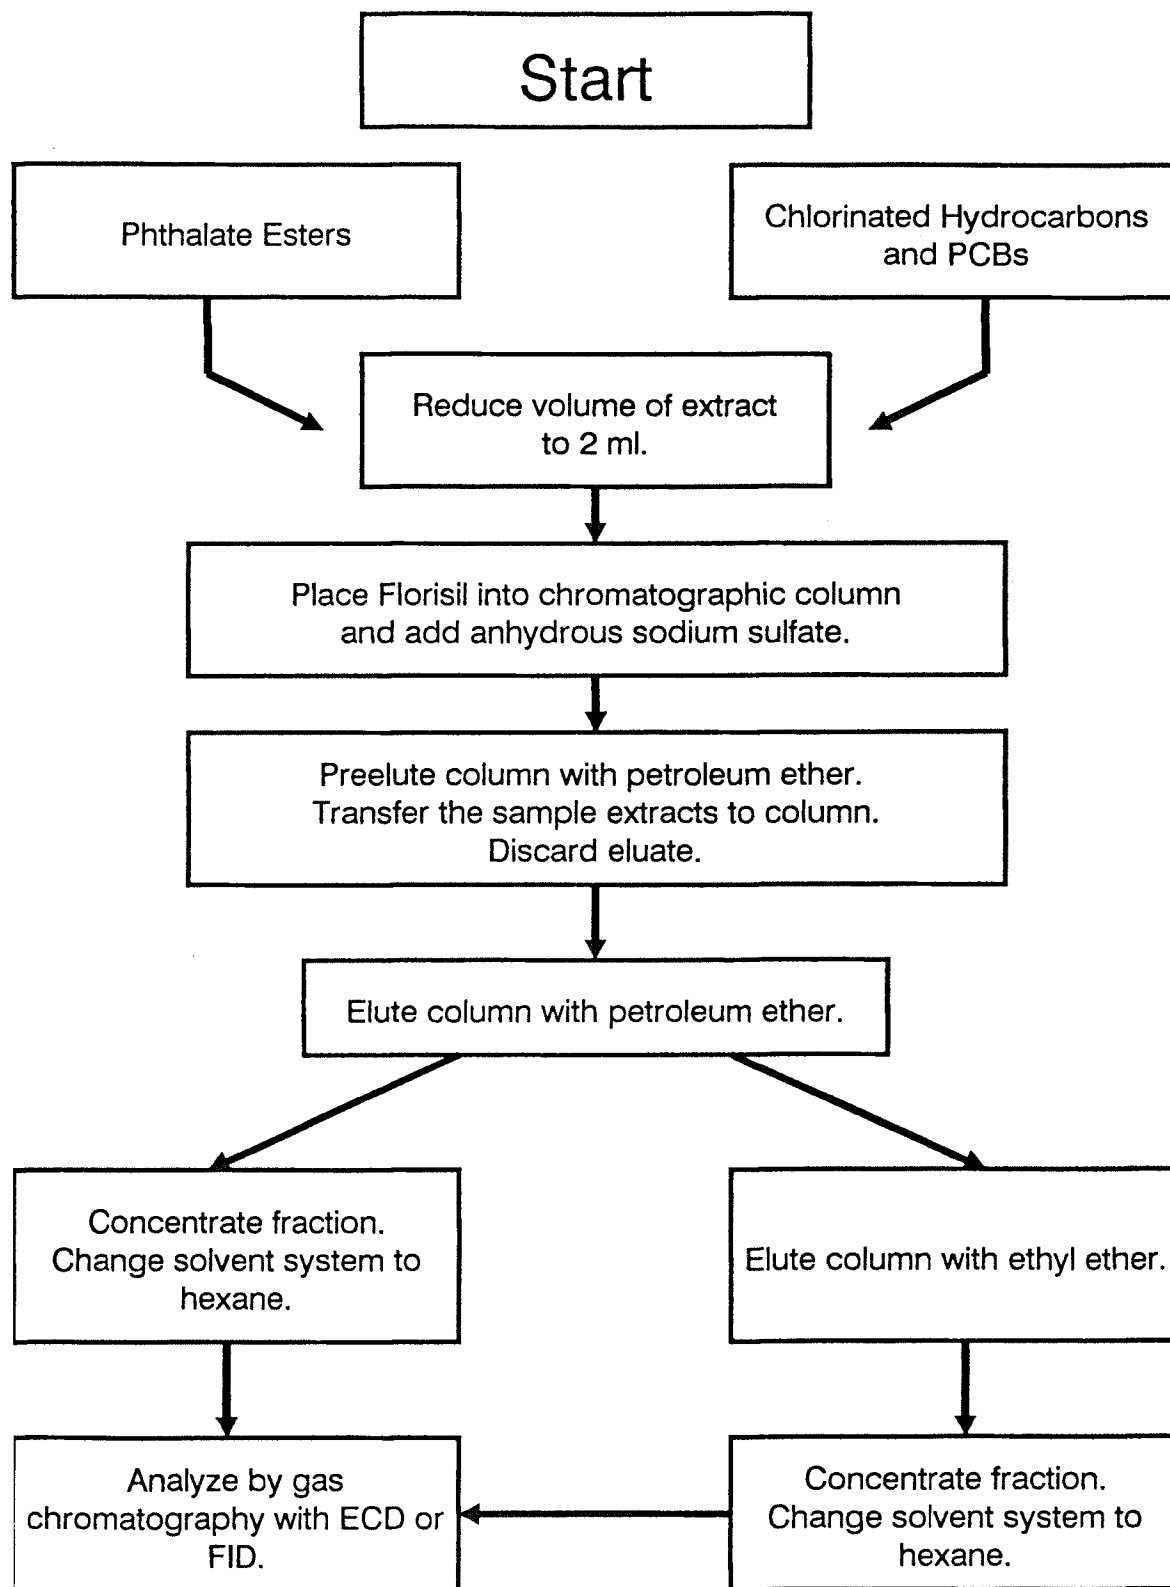 Start
Phthalate Esters
Chlorinated Hydrocarbons
and PCBs
Reduce volume of extract
to 2 ml.
Place Florisil into chromatographic column
and add anhydrous sodium sulfate.
Preelute column with petroleum ether.
Transfer the sample extracts to column.
Discard eluate.
Elute column with petroleum ether.
Concentrate fraction.
Change solvent system to
hexane.
Elute column with ethyl ether.
Analyze by gas
chromatography with ECD or
FID.
Concentrate fraction.
Change solvent system to
hexane.